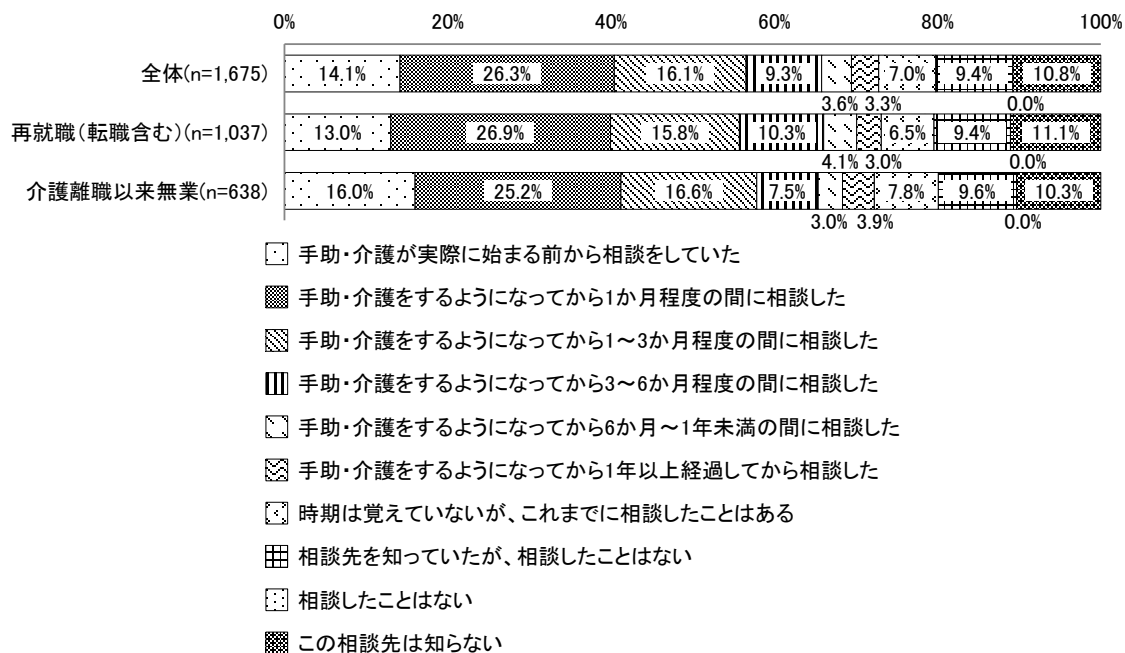 0% 20% 40% 60% 80% 100%
全体(n=1,675) 14.1% 26.3% 16.1% 9.3% 7.0% 9.4% 10.8%
3.6% 3.3% 0.0%
再就職(転職含む)(n=1,037) 13.0% 26.9% 15.8% 10.3% 6.5% 9.4% 11.1%
4.1% 3.0% 0.0%
介護離職以来無業(n=638) 16.0% 25.2% 16.6% 7.5% 7.8% 9.6% 10.3%
3.0% 3.9% 0.0%
手助・介護が実際に始まる前から相談をしていた
手助・介護をするようになってから1か月程度の間に相談した
手助・介護をするようになってから1~3か月程度の間に相談した
手助・介護をするようになってから3~6か月程度の間に相談した
手助・介護をするようになってから6か月~1年未満の間に相談した
手助・介護をするようになってから1年以上経過してから相談した
時期は覚えていないが、これまでに相談したことはある
相談先を知っていたが、相談したことはない
相談したことはない
この相談先は知らない